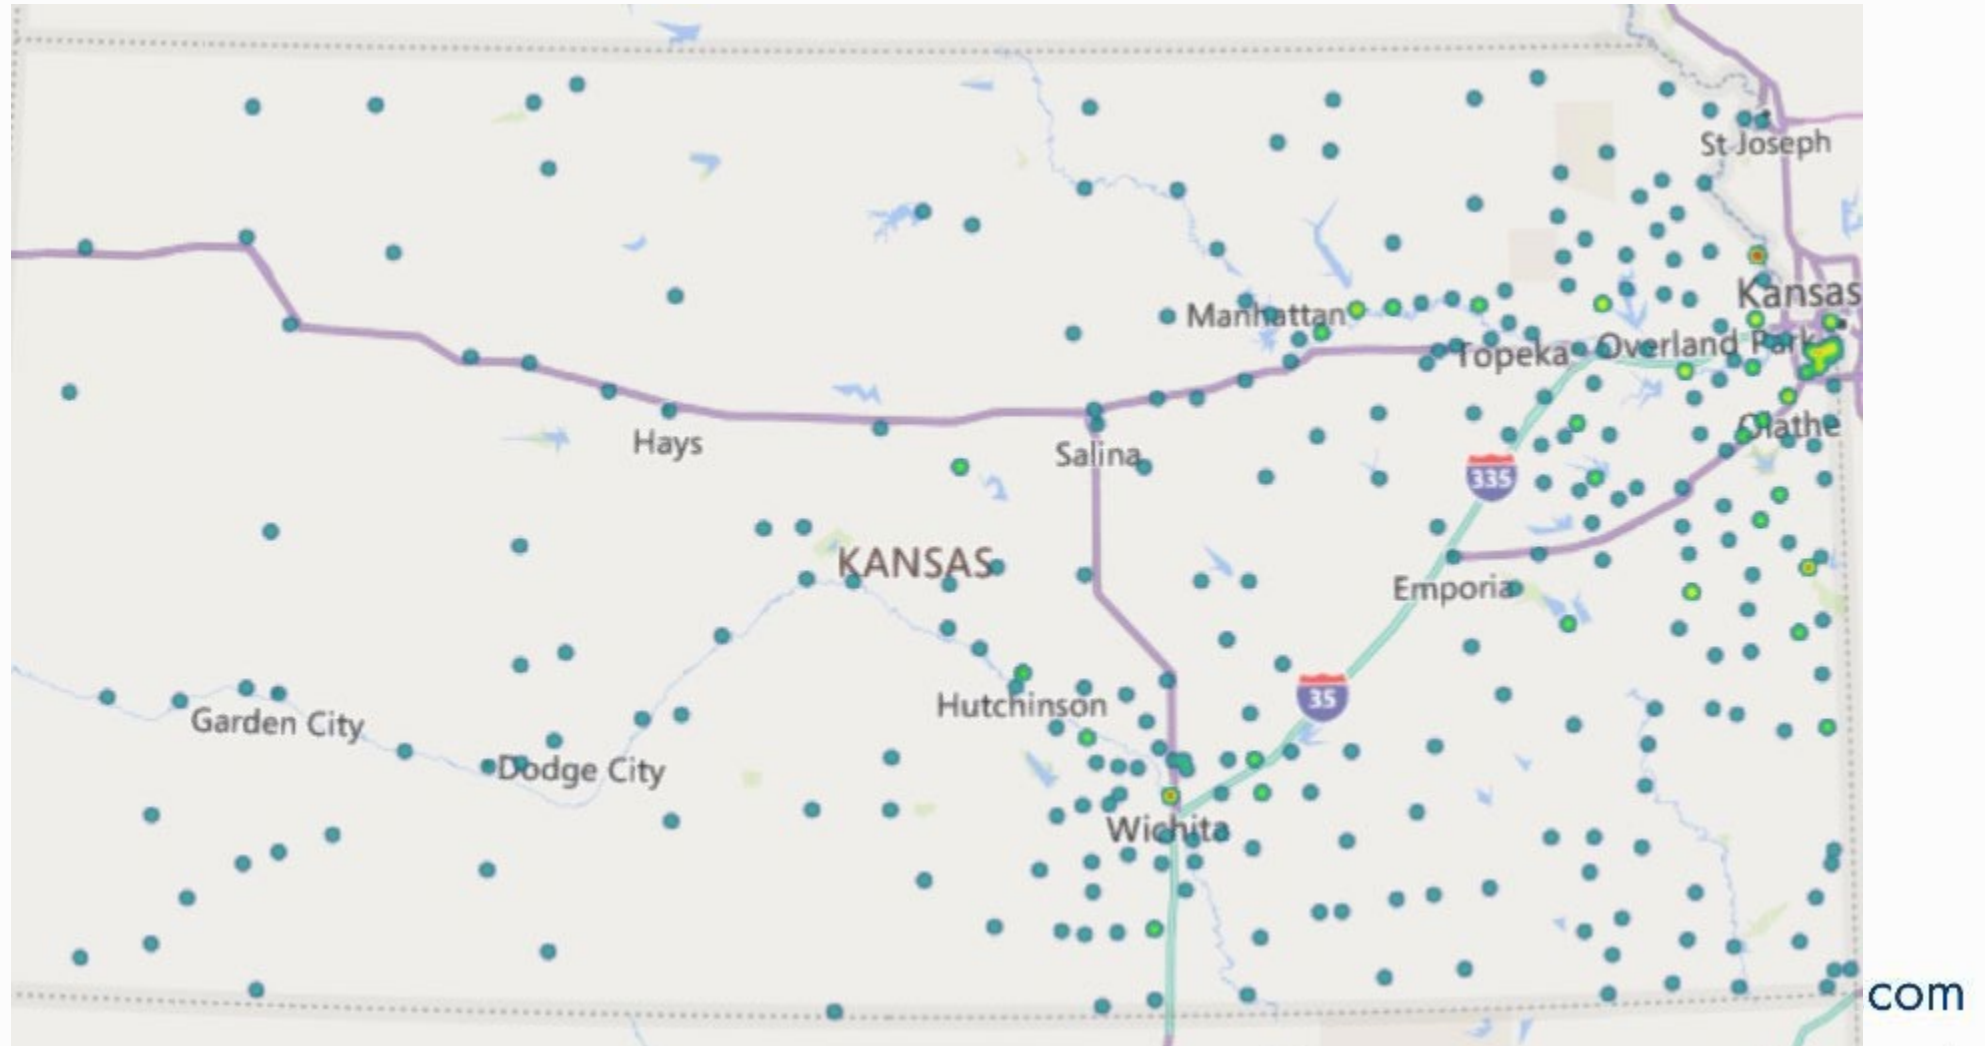 St Joseph
Kansas
Manhattan
Overland Park
Topeka
Olathe
Hays
Salina
335
KANSAS
Emporia
35
Hutchinson
Garden City
Dodge City
Wichita
com